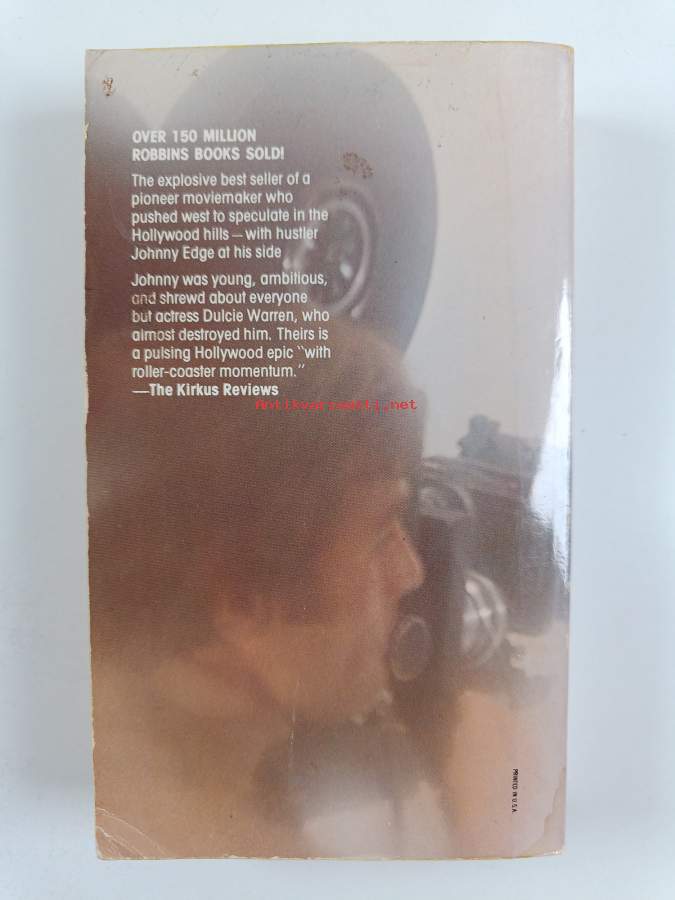 OVER 150 MILLION
ROBBINS BOOKS SOLD!
The explosive best seller of a
pioneer moviemaker who
pushed west to speculate in the
Hollywood hills—with hustler
Johnny Edge at his side
Johnny was young, ambitious,
and shrewd about everyone
but actress Dulcie Warren, who
almost destroyed him. Theirs is
a pulsing Hollywood epic "with
roller-coaster momentum."
—The Kirkus Reviews
Antikvariaatti.net
PRINTED IN U.S.A.